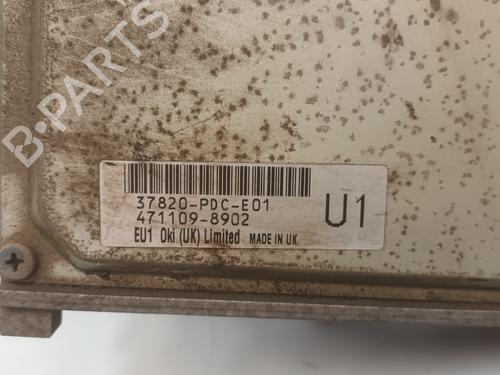 B-PARTS
37820-PDC-E01
471109-8902
U1
EU1 Oki (UK) Limited MADE IN UK